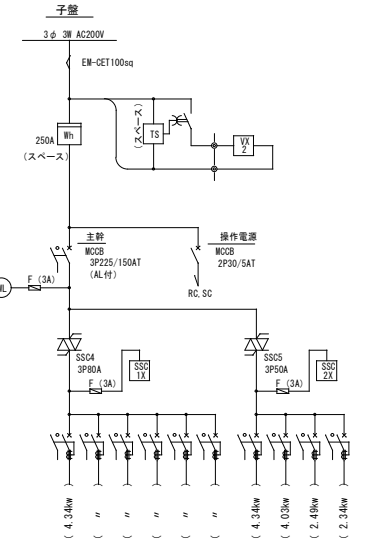 子盤
3φ 3W AC200V
EM-CET100sq
250A
Wh
(スペース)
(スペース)
TS
VX
2
主幹
MCCB
3P225/150AT
(AL付)
操作電源
MCCB
2P30/5AT
RC, SC
WL
F (3A)
SSC4
3P80A
F (3A)
SSC
1X
SSC5
3P50A
F (3A)
SSC
2X
( 4.34kw
( 〃
( 〃
( 〃
( 〃
( 〃
( 4.34kw
( 4.03kw
( 2.49kw
( 2.34kw